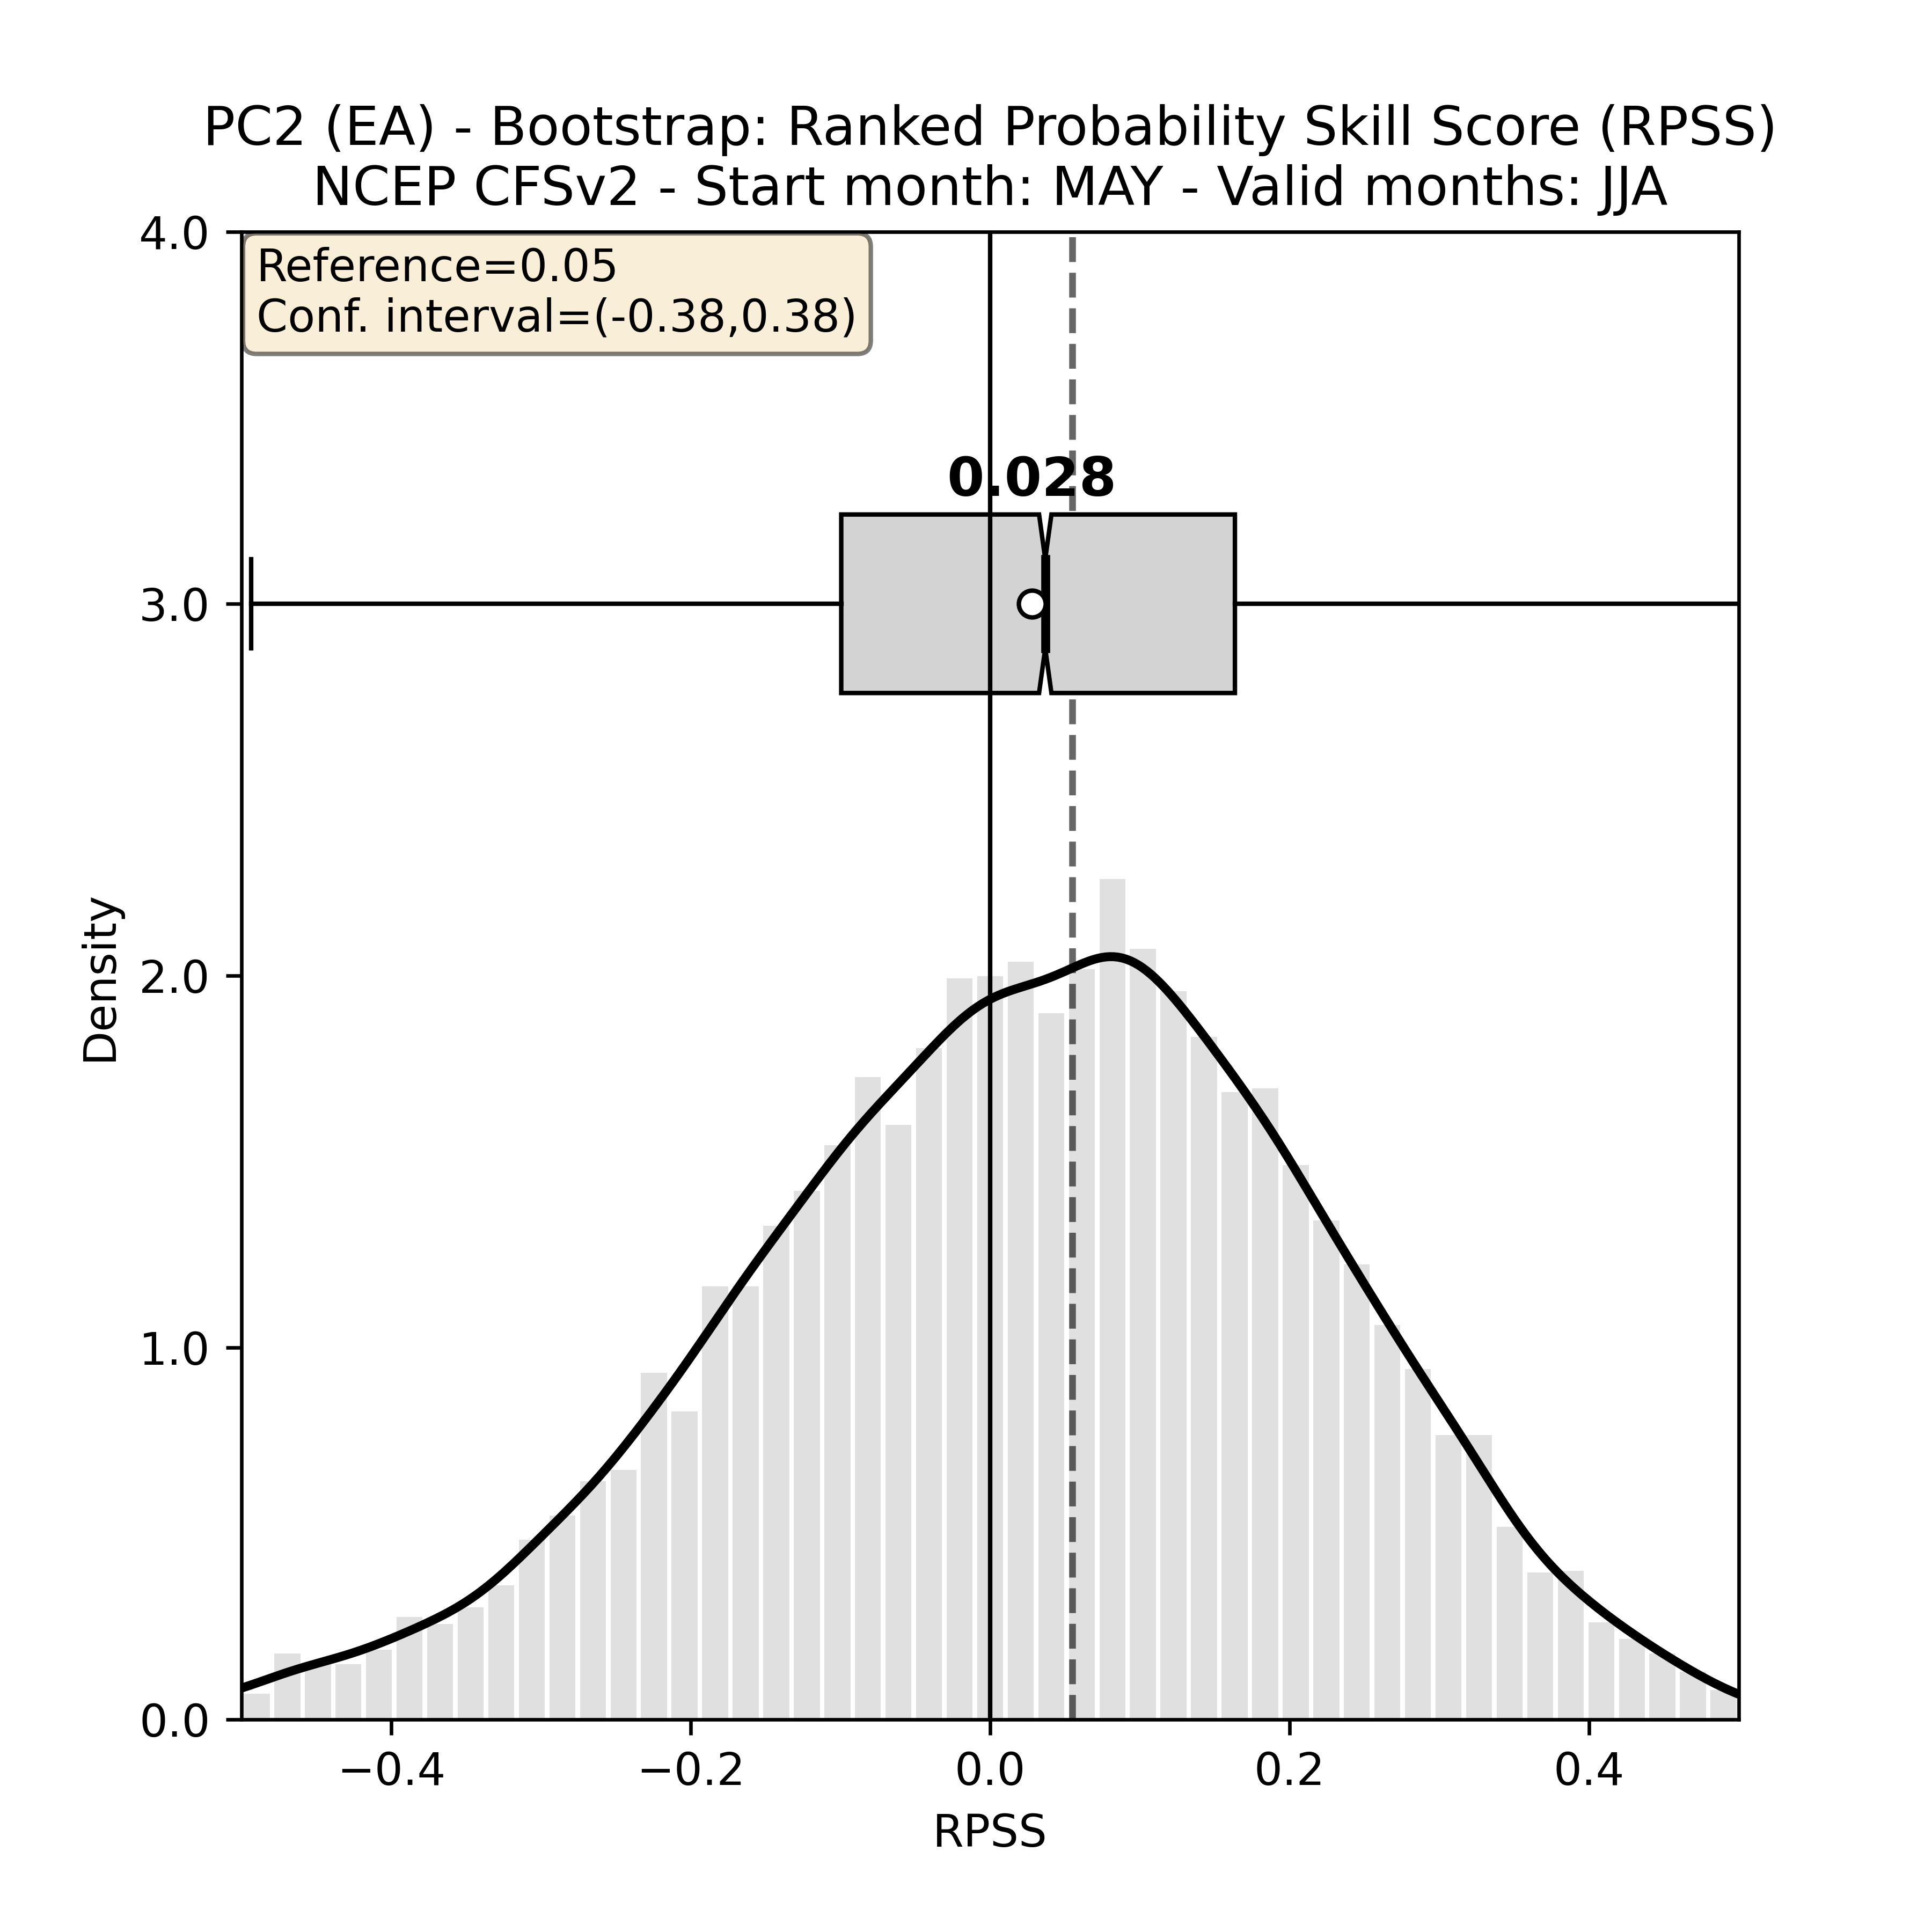 PC2 (EA) - Bootstrap: Ranked Probability Skill Score (RPSS)
NCEP CFSv2 - Start month: MAY - Valid months: JJA
4.0
Reference=0.05
Conf. interval=(-0.38,0.38)
0.028
3.0
2.0
Density
1.0
0.0
−0.4
−0.2
0.0
0.2
0.4
RPSS